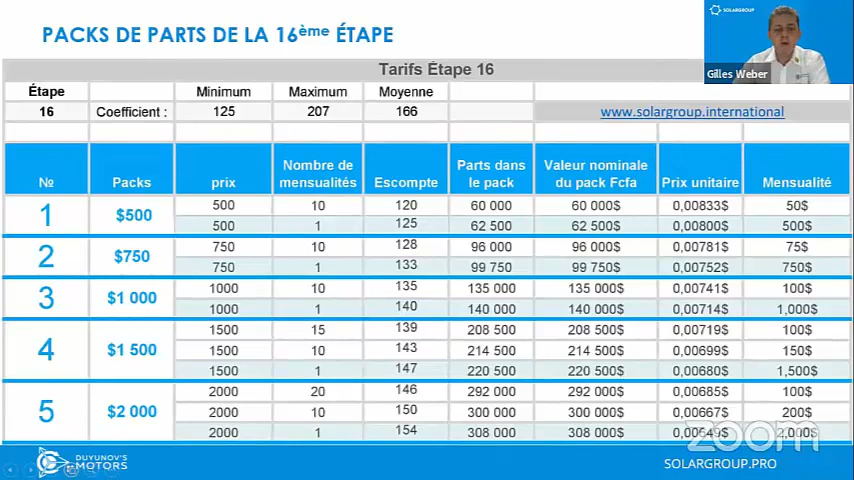 SOLARGROUP
PACKS DE PARTS DE LA 16ème ÉTAPE
Gilles Weber
Tarifs Étape 16
Étape Minimum Maximum Moyenne
16 Coefficient : 125 207 166 www.solargroup.international
№ Packs prix Nombre de mensualités Escompte Parts dans le pack Valeur nominale du pack Fcfa Prix unitaire Mensualité
1 $500
500 10 120 60 000 60 000$ 0,00833$ 50$
500 1 125 62 500 62 500$ 0,00800$ 500$
2 $750
750 10 128 96 000 96 000$ 0,00781$ 75$
750 1 133 99 750 99 750$ 0,00752$ 750$
3 $1 000
1000 10 135 135 000 135 000$ 0,00741$ 100$
1000 1 140 140 000 140 000$ 0,00714$ 1,000$
4 $1 500
1500 15 139 208 500 208 500$ 0,00719$ 100$
1500 10 143 214 500 214 500$ 0,00699$ 150$
1500 1 147 220 500 220 500$ 0,00680$ 1,500$
5 $2 000
2000 20 146 292 000 292 000$ 0,00685$ 100$
2000 10 150 300 000 300 000$ 0,00667$ 200$
2000 1 154 308 000 308 000$ 0,00649$ 2,000$
zoom
DUYUNOV'S
MOTORS
SOLARGROUP.PRO